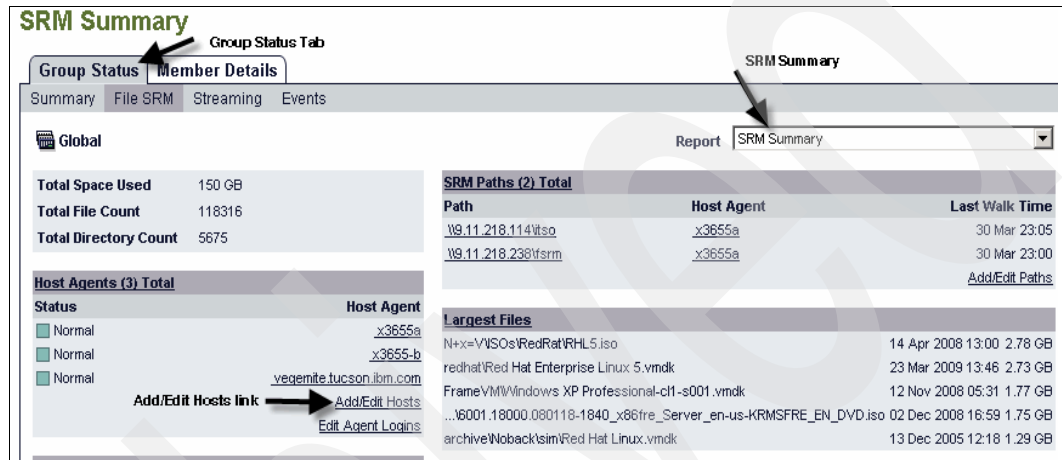 SRM Summary
Group Status Tab
Group Status
Member Details
SRM Summary
Summary File SRM Streaming Events
Global
Report SRM Summary
Total Space Used 150 GB
Total File Count 118316
Total Directory Count 5675
Host Agents (3) Total
Status Host Agent
Normal x3655a
Normal x3655-b
Normal vegemite.tucson.ibm.com
Add/Edit Hosts link
Add/Edit Hosts
Edit Agent Logins
SRM Paths (2) Total
Path Host Agent Last Walk Time
\\9.11.218.114\itso x3655a 30 Mar 23:05
\\9.11.218.238\fsrm x3655a 30 Mar 23:00
Add/Edit Paths
Largest Files
N+x=V\ISOs\RedRat\RHL5.iso 14 Apr 2008 13:00 2.78 GB
redhat\Red Hat Enterprise Linux 5.vmdk 23 Mar 2009 13:46 2.73 GB
FrameVM\Windows XP Professional-cl1-s001.vmdk 12 Nov 2008 05:31 1.77 GB
...\6001.18000.080118-1840_x86fre_Server_en-us-KRMSFRE_EN_DVD.iso 02 Dec 2008 16:59 1.75 GB
archive\Noback\sim\Red Hat Linux.vmdk 13 Dec 2005 12:18 1.29 GB